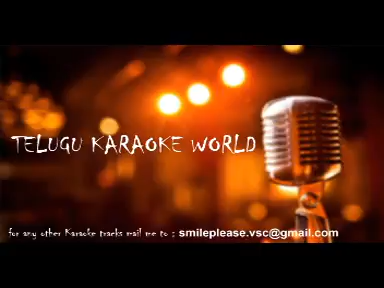 TELUGU KARAOKE WORLD
for any other Karaoke tracks mail me to : smileplease.vsc@gmail.com